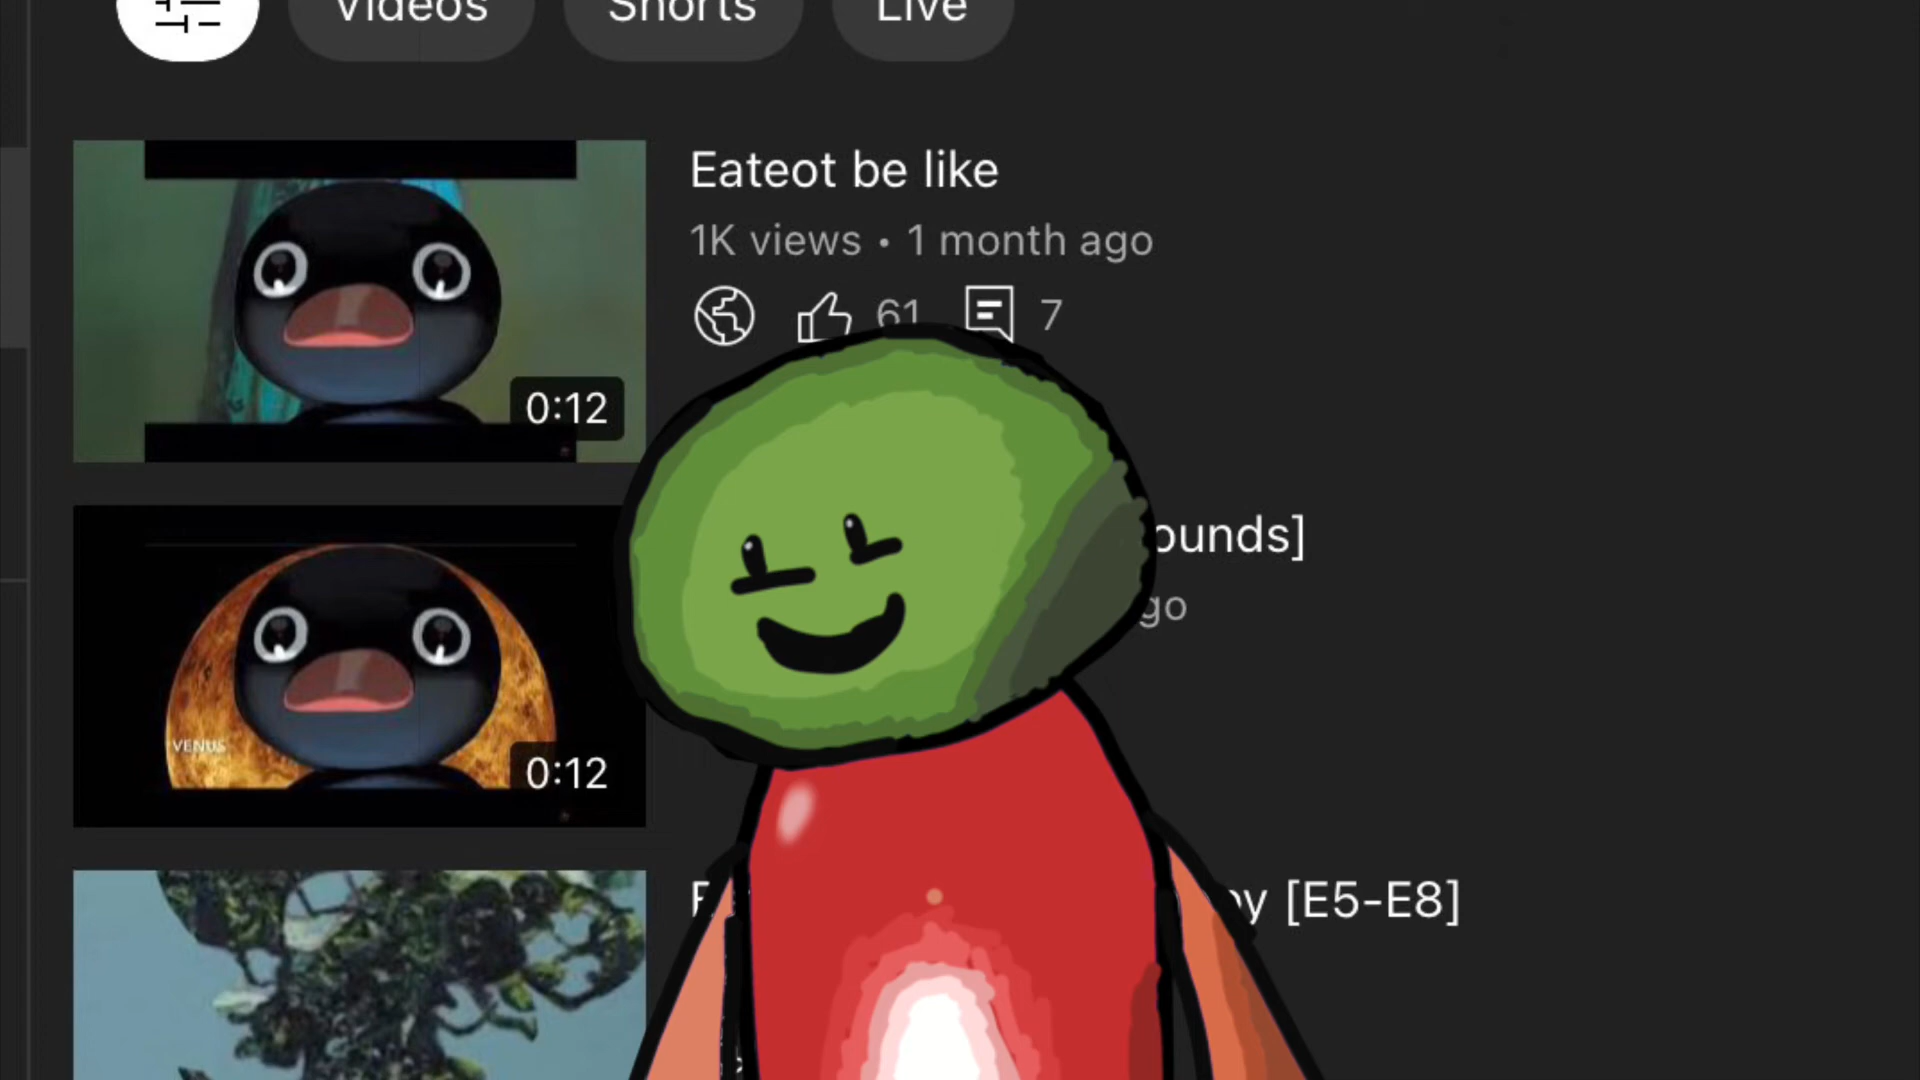 Videos Shorts Live
Eateot be like
1K views • 1 month ago
61 7
0:12
ounds]
go
VENUS
0:12
[E5-E8]